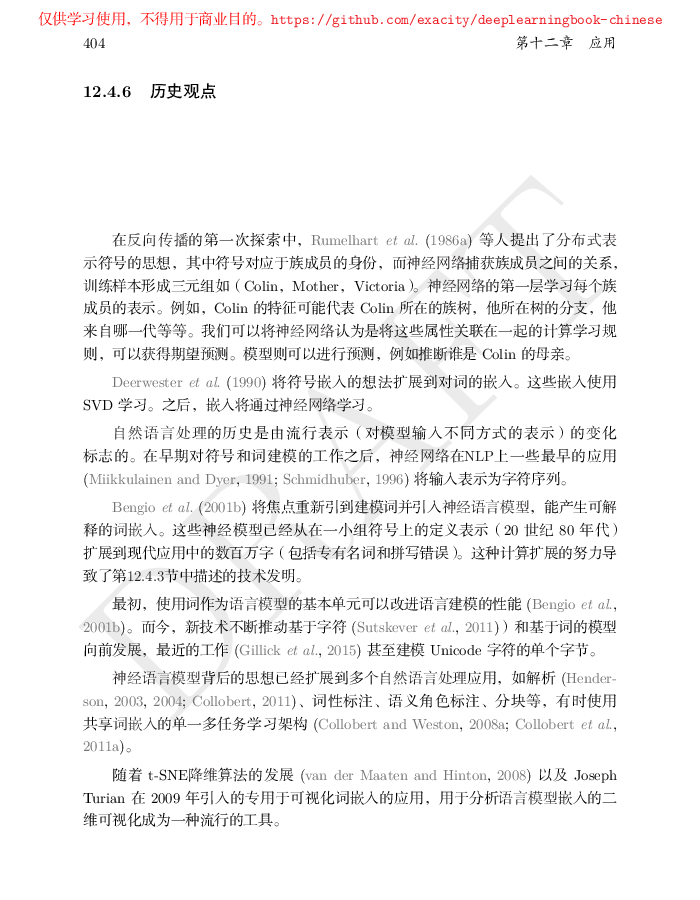 仅供学习使用，不得用于商业目的。https://github.com/exacity/deeplearningbook-chinese
404 第十二章 应用
12.4.6 历史观点
在反向传播的第一次探索中，Rumelhart et al. (1986a) 等人提出了分布式表
示符号的思想，其中符号对应于族成员的身份，而神经网络捕获族成员之间的关系，
训练样本形成三元组如（Colin，Mother，Victoria）。神经网络的第一层学习每个族
成员的表示。例如，Colin 的特征可能代表 Colin 所在的族树，他所在树的分支，他
来自哪一代等等。我们可以将神经网络认为是将这些属性关联在一起的计算学习规
则，可以获得期望预测。模型则可以进行预测，例如推断谁是 Colin 的母亲。
Deerwester et al. (1990) 将符号嵌入的想法扩展到对词的嵌入。这些嵌入使用
SVD 学习。之后，嵌入将通过神经网络学习。
自然语言处理的历史是由流行表示（对模型输入不同方式的表示）的变化
标志的。在早期对符号和词建模的工作之后，神经网络在NLP上一些最早的应用
(Miikkulainen and Dyer, 1991; Schmidhuber, 1996) 将输入表示为字符序列。
Bengio et al. (2001b) 将焦点重新引到建模词并引入神经语言模型，能产生可解
释的词嵌入。这些神经模型已经从在一小组符号上的定义表示（20 世纪 80 年代）
扩展到现代应用中的数百万字（包括专有名词和拼写错误）。这种计算扩展的努力导
致了第12.4.3节中描述的技术发明。
最初，使用词作为语言模型的基本单元可以改进语言建模的性能 (Bengio et al.,
2001b)。而今，新技术不断推动基于字符 (Sutskever et al., 2011)）和基于词的模型
向前发展，最近的工作 (Gillick et al., 2015) 甚至建模 Unicode 字符的单个字节。
神经语言模型背后的思想已经扩展到多个自然语言处理应用，如解析 (Hender-
son, 2003, 2004; Collobert, 2011)、词性标注、语义角色标注、分块等，有时使用
共享词嵌入的单一多任务学习架构 (Collobert and Weston, 2008a; Collobert et al.,
2011a)。
随着 t-SNE降维算法的发展 (van der Maaten and Hinton, 2008) 以及 Joseph
Turian 在 2009 年引入的专用于可视化词嵌入的应用，用于分析语言模型嵌入的二
维可视化成为一种流行的工具。
DRAFT